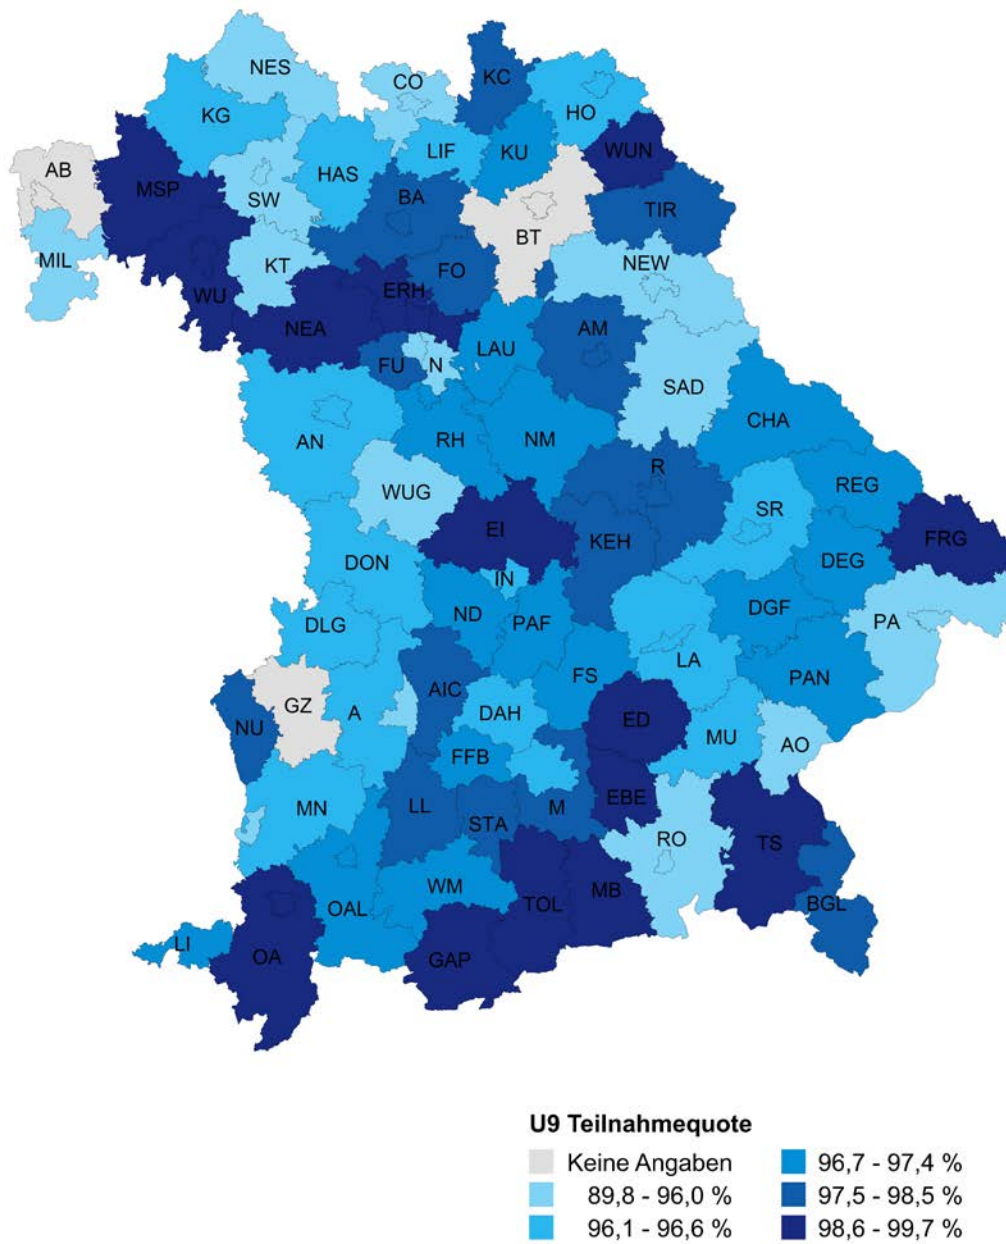 NES
CO
KC
KG
HO
AB
MSP
SW
HAS
LIF
KU
WUN
BA
TIR
MIL
KT
BT
WU
FO
NEW
NEA
ERH
FU
N
LAU
AM
SAD
AN
RH
NM
CHA
WUG
R
REG
EI
KEH
SR
FRG
DON
IN
DEG
DLG
ND
PAF
DGF
PA
GZ
A
AIC
FS
LA
PAN
NU
DAH
ED
MU
AO
FFB
MN
LL
STA
M
EBE
RO
TS
OAL
WM
TOL
MB
BGL
LI
OA
GAP
U9 Teilnahmequote
Keine Angaben
89,8 - 96,0 %
96,1 - 96,6 %
96,7 - 97,4 %
97,5 - 98,5 %
98,6 - 99,7 %